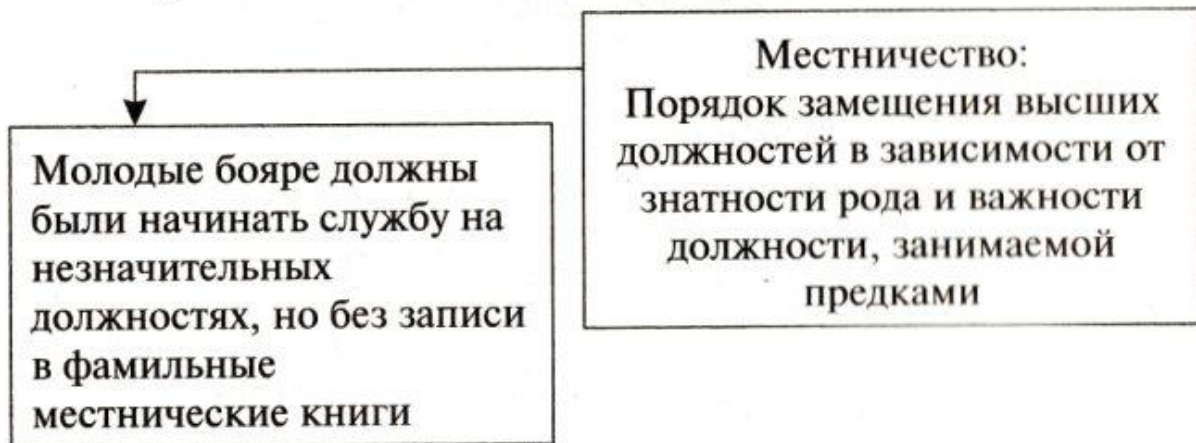 Местничество:
Порядок замещения высших
должностей в зависимости от
знатности рода и важности
должности, занимаемой
предками
Молодые бояре должны
были начинать службу на
незначительных
должностях, но без записи
в фамильные
местнические книги